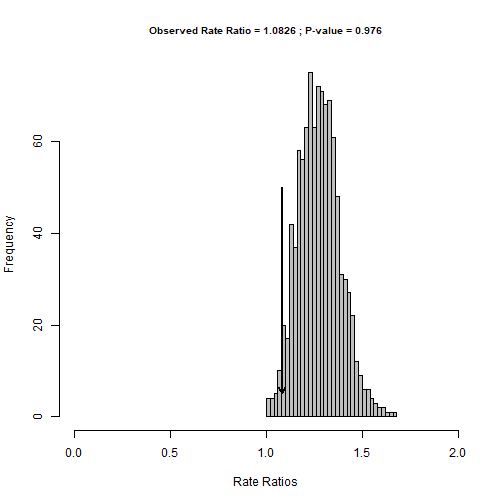 Observed Rate Ratio = 1.0826 ; P-value = 0.976
Frequency
60
40
20
0
0.0 0.5 1.0 1.5 2.0
Rate Ratios